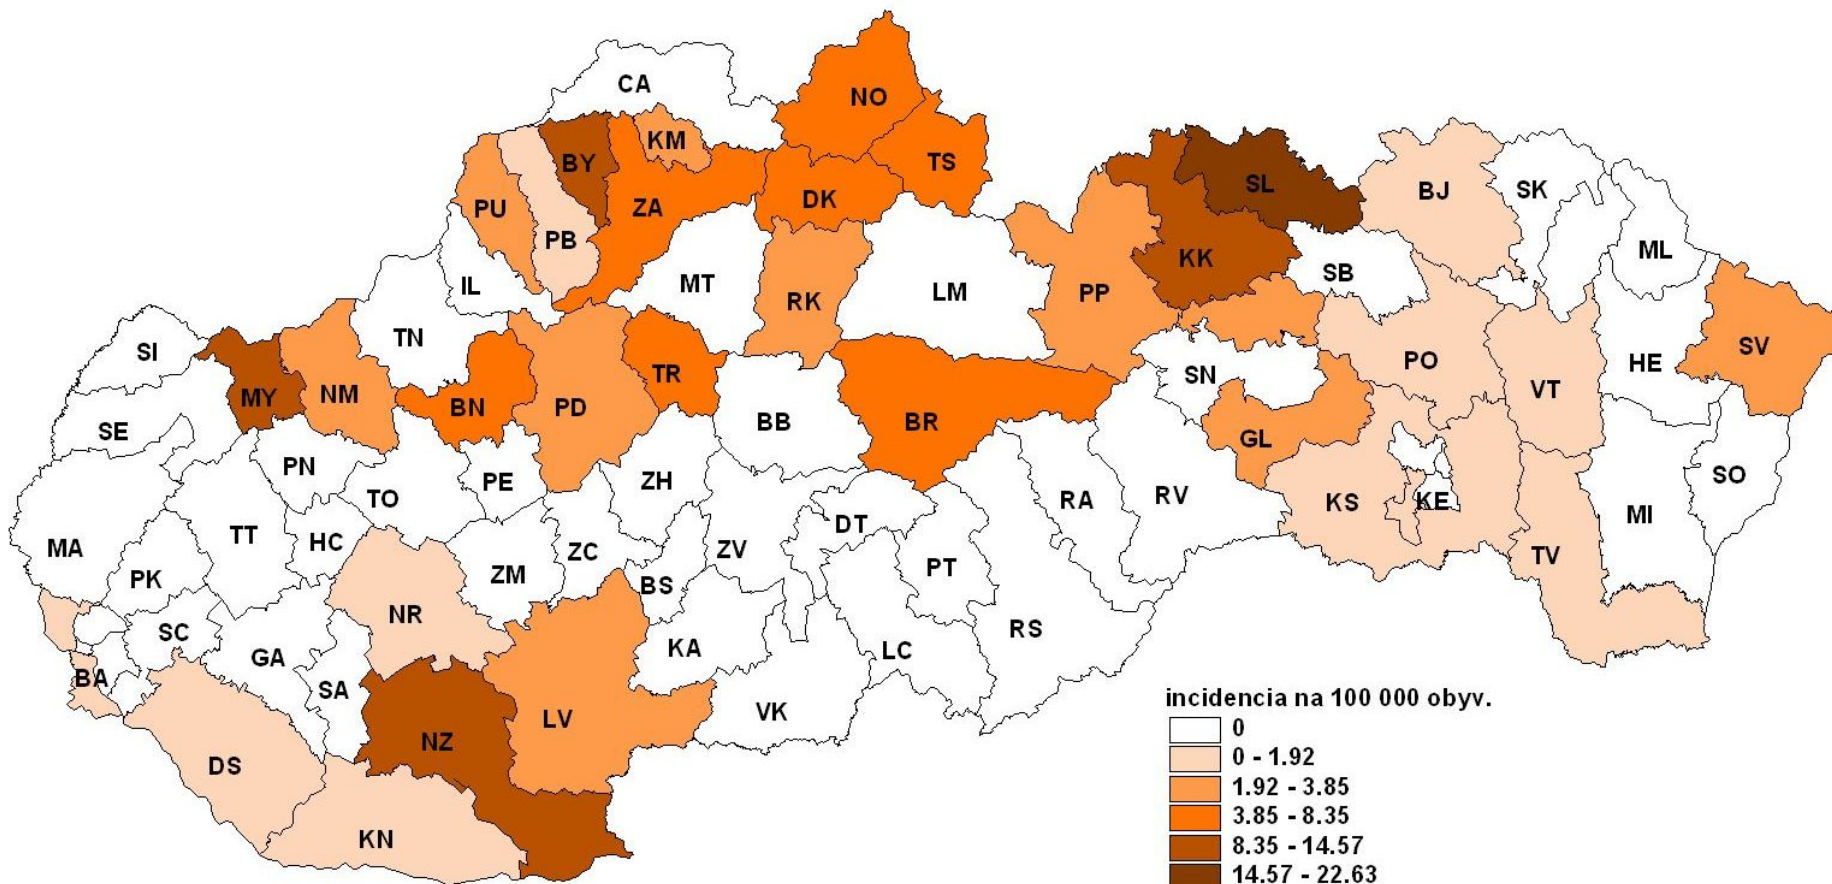 CA
NO
KM
BY
TS
SL
BJ
SK
ML
PU
ZA
DK
PB
KK
SB
IL
MT
RK
LM
PP
SV
TN
SI
PO
HE
VT
TR
SN
MY
NM
BN
PD
BB
BR
GL
SE
PN
ZH
PE
TO
RA
RV
KS
KE
SO
MI
DT
TT
HC
ZC
ZV
MA
PK
ZM
BS
PT
TV
NR
SC
GA
KA
LC
RS
BA
SA
VK
LV
NZ
DS
KN
incidencia na 100 000 obyv.
0
0 - 1.92
1.92 - 3.85
3.85 - 8.35
8.35 - 14.57
14.57 - 22.63